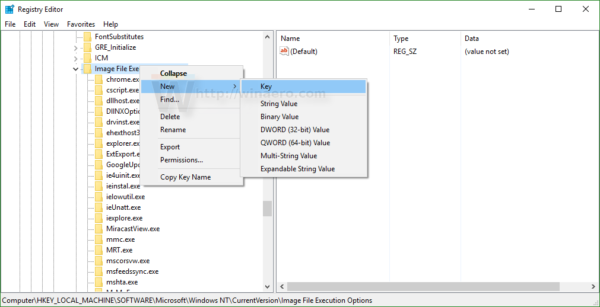 Registry Editor
File Edit View Favorites Help
FontSubstitutes
GRE_Initialize
ICM
Image File Exe
chrome.exe
cscript.exe
dllhost.exe
DllNXOptio
drvinst.exe
ehexthost3
explorer.ex
ExtExport.
GoogleUp
ie4uinit.exe
ieinstal.exe
ielowutil.exe
ieUnatt.exe
iexplore.exe
MiracastView.exe
mmc.exe
MRT.exe
mscorsvw.exe
msfeedssync.exe
mshta.exe
Collapse
New
Find...
Delete
Rename
Export
Permissions...
Copy Key Name
Key
String Value
Binary Value
DWORD (32-bit) Value
QWORD (64-bit) Value
Multi-String Value
Expandable String Value
Name Type Data
ab (Default) REG_SZ (value not set)
W http://winaero.com
Computer\HKEY_LOCAL_MACHINE\SOFTWARE\Microsoft\Windows NT\CurrentVersion\Image File Execution Options